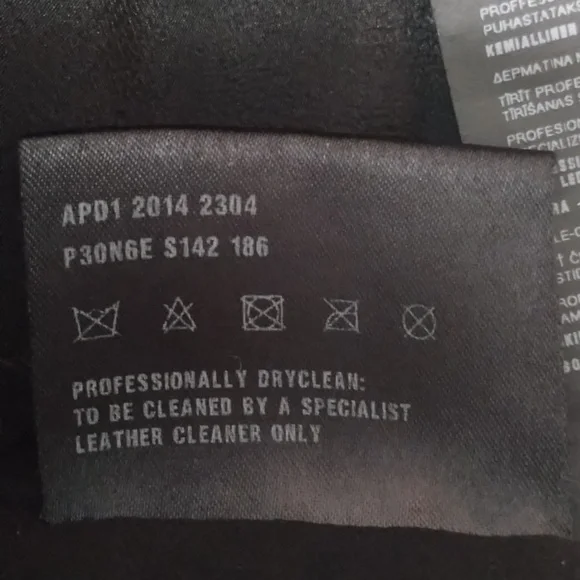 APD1 2014 2304
P30N6E S142 186
PROFESSIONALLY DRYCLEAN:
TO BE CLEANED BY A SPECIALIST
LEATHER CLEANER ONLY
PUHASTATAKS
KEMIALLINEN
ΔΕΡΜΑΤΙΝΑ
TĪRĪT PROFE
TĪRĪŠANAS
PROFESION